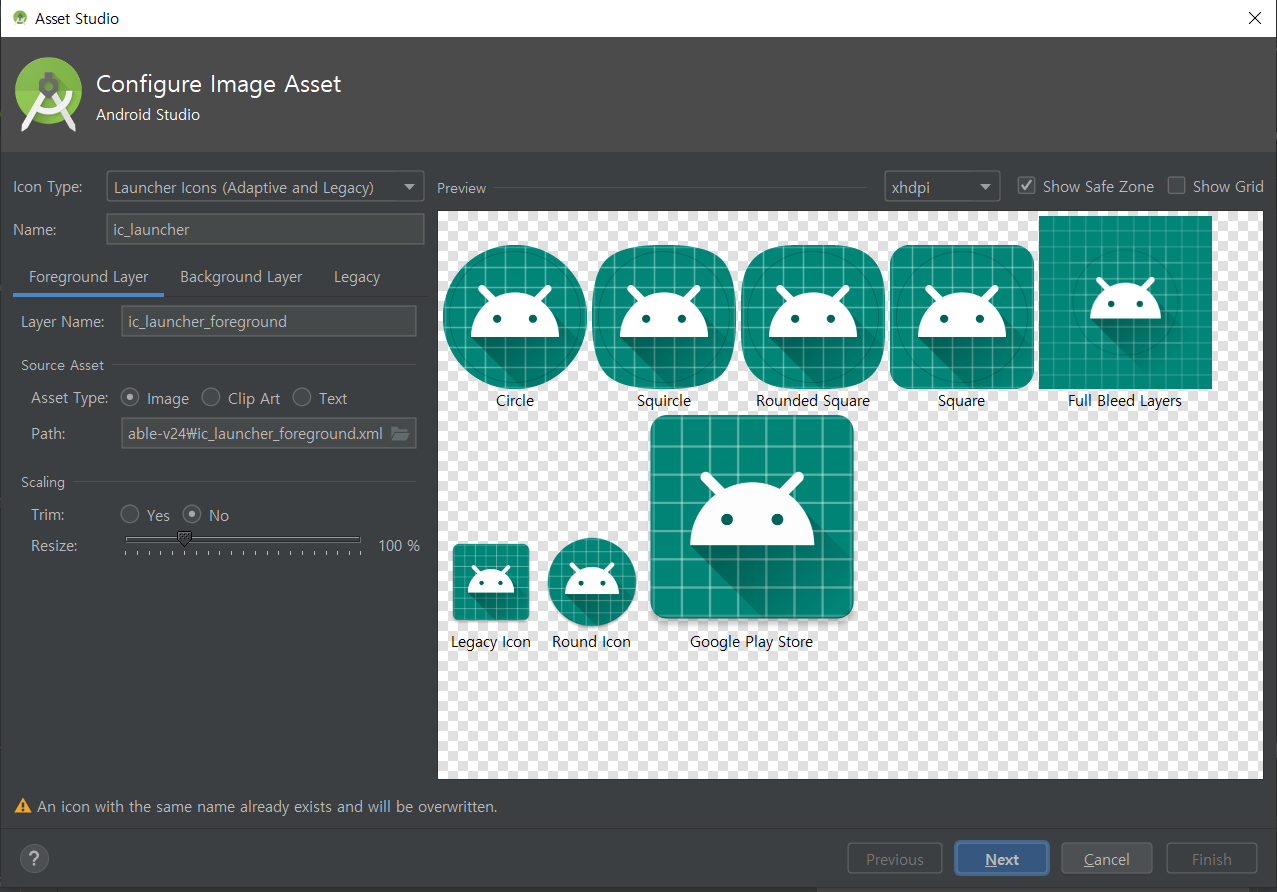 Asset Studio
Configure Image Asset
Android Studio
Icon Type: Launcher Icons (Adaptive and Legacy)
Name: ic_launcher
Foreground Layer Background Layer Legacy
Layer Name: ic_launcher_foreground
Source Asset
Asset Type: Image Clip Art Text
Path: able-v24₩ic_launcher_foreground.xml
Scaling
Trim: Yes No
Resize: 100 %
Preview xhdpi Show Safe Zone Show Grid
Circle Squircle Rounded Square Square Full Bleed Layers
Legacy Icon Round Icon Google Play Store
An icon with the same name already exists and will be overwritten.
? Previous Next Cancel Finish